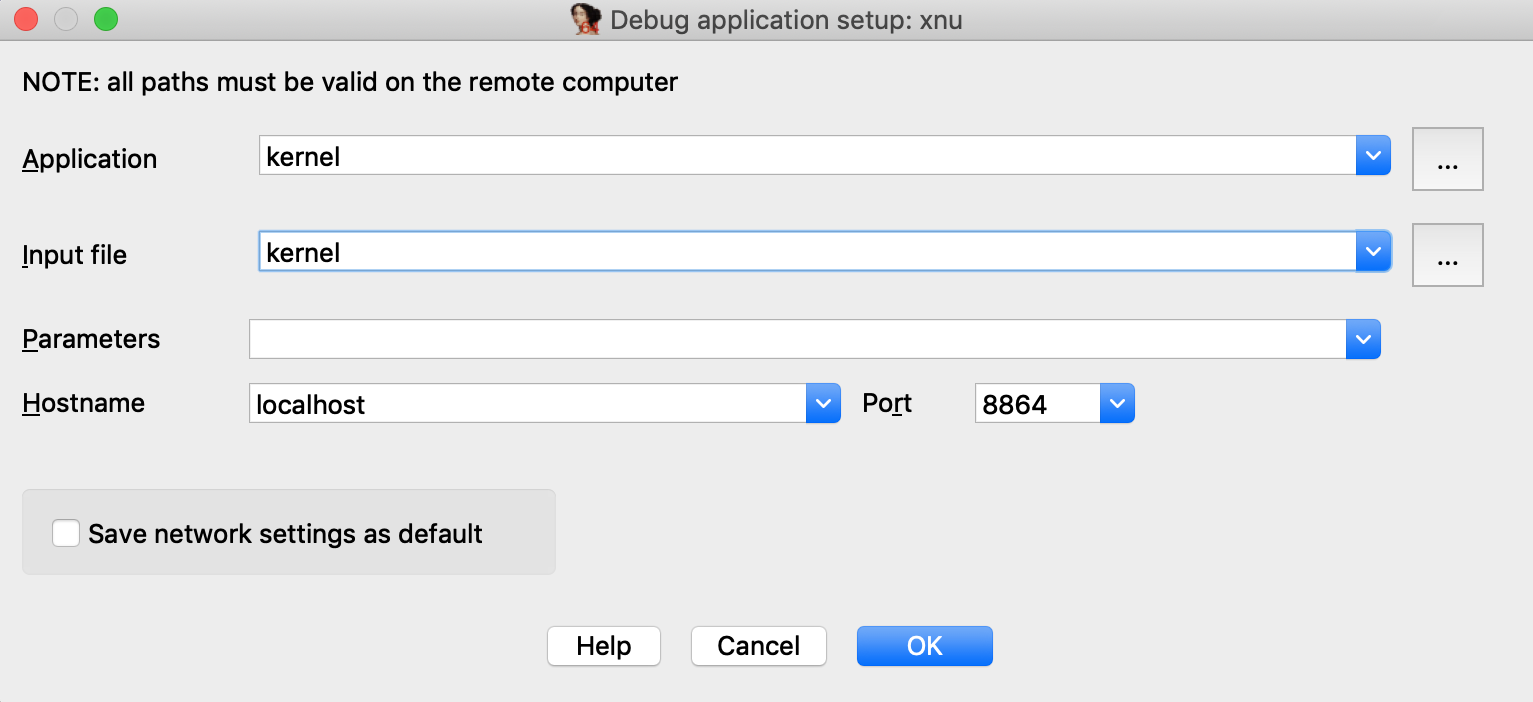 Debug application setup: xnu
NOTE: all paths must be valid on the remote computer
Application kernel ...
Input file kernel ...
Parameters
Hostname localhost Port 8864
Save network settings as default
Help Cancel OK